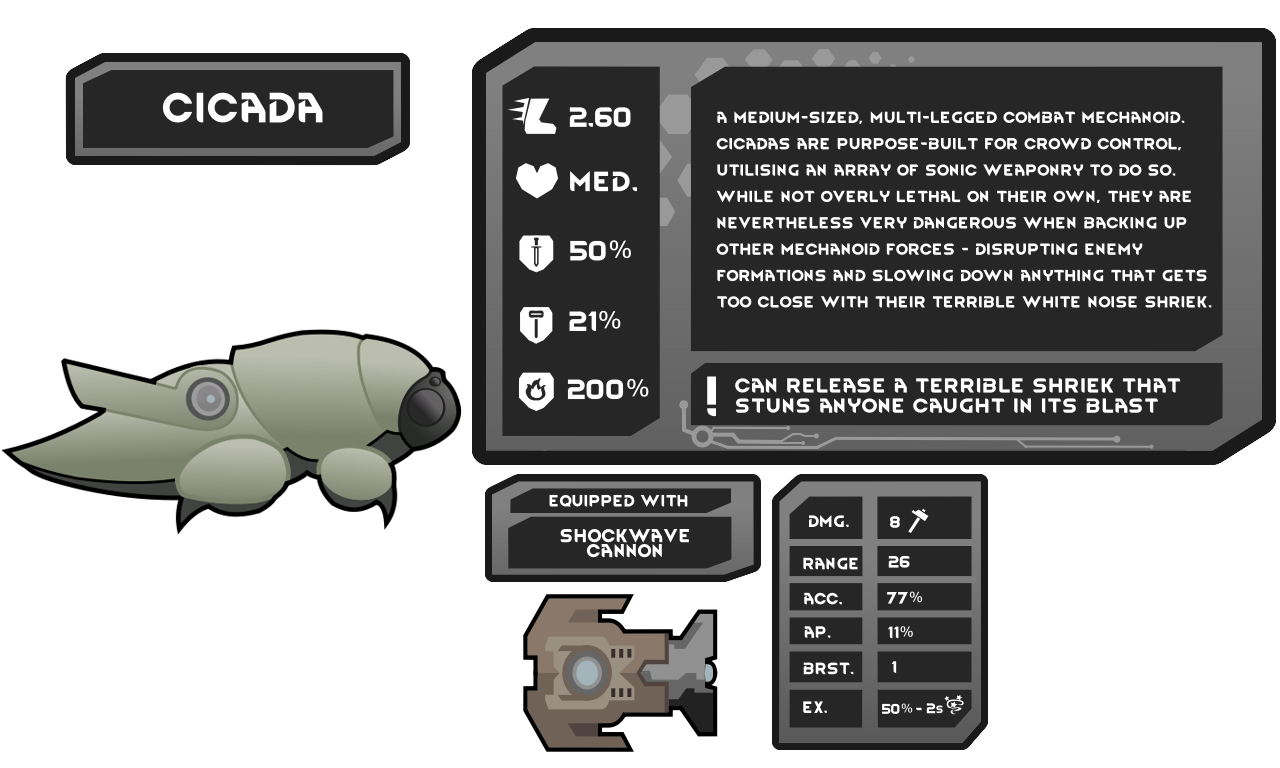 CICADA
2.60
MED.
50%
21%
200%
A MEDIUM-SIZED, MULTI-LEGGED COMBAT MECHANOID.
CICADAS ARE PURPOSE-BUILT FOR CROWD CONTROL,
UTILISING AN ARRAY OF SONIC WEAPONRY TO DO SO.
WHILE NOT OVERLY LETHAL ON THEIR OWN, THEY ARE
NEVERTHELESS VERY DANGEROUS WHEN BACKING UP
OTHER MECHANOID FORCES - DISRUPTING ENEMY
FORMATIONS AND SLOWING DOWN ANYTHING THAT GETS
TOO CLOSE WITH THEIR TERRIBLE WHITE NOISE SHRIEK.
! CAN RELEASE A TERRIBLE SHRIEK THAT
STUNS ANYONE CAUGHT IN ITS BLAST
EQUIPPED WITH
SHOCKWAVE
CANNON
DMG. 8
RANGE 26
ACC. 77%
AP. 11%
BRST. 1
EX. 50% - 2s